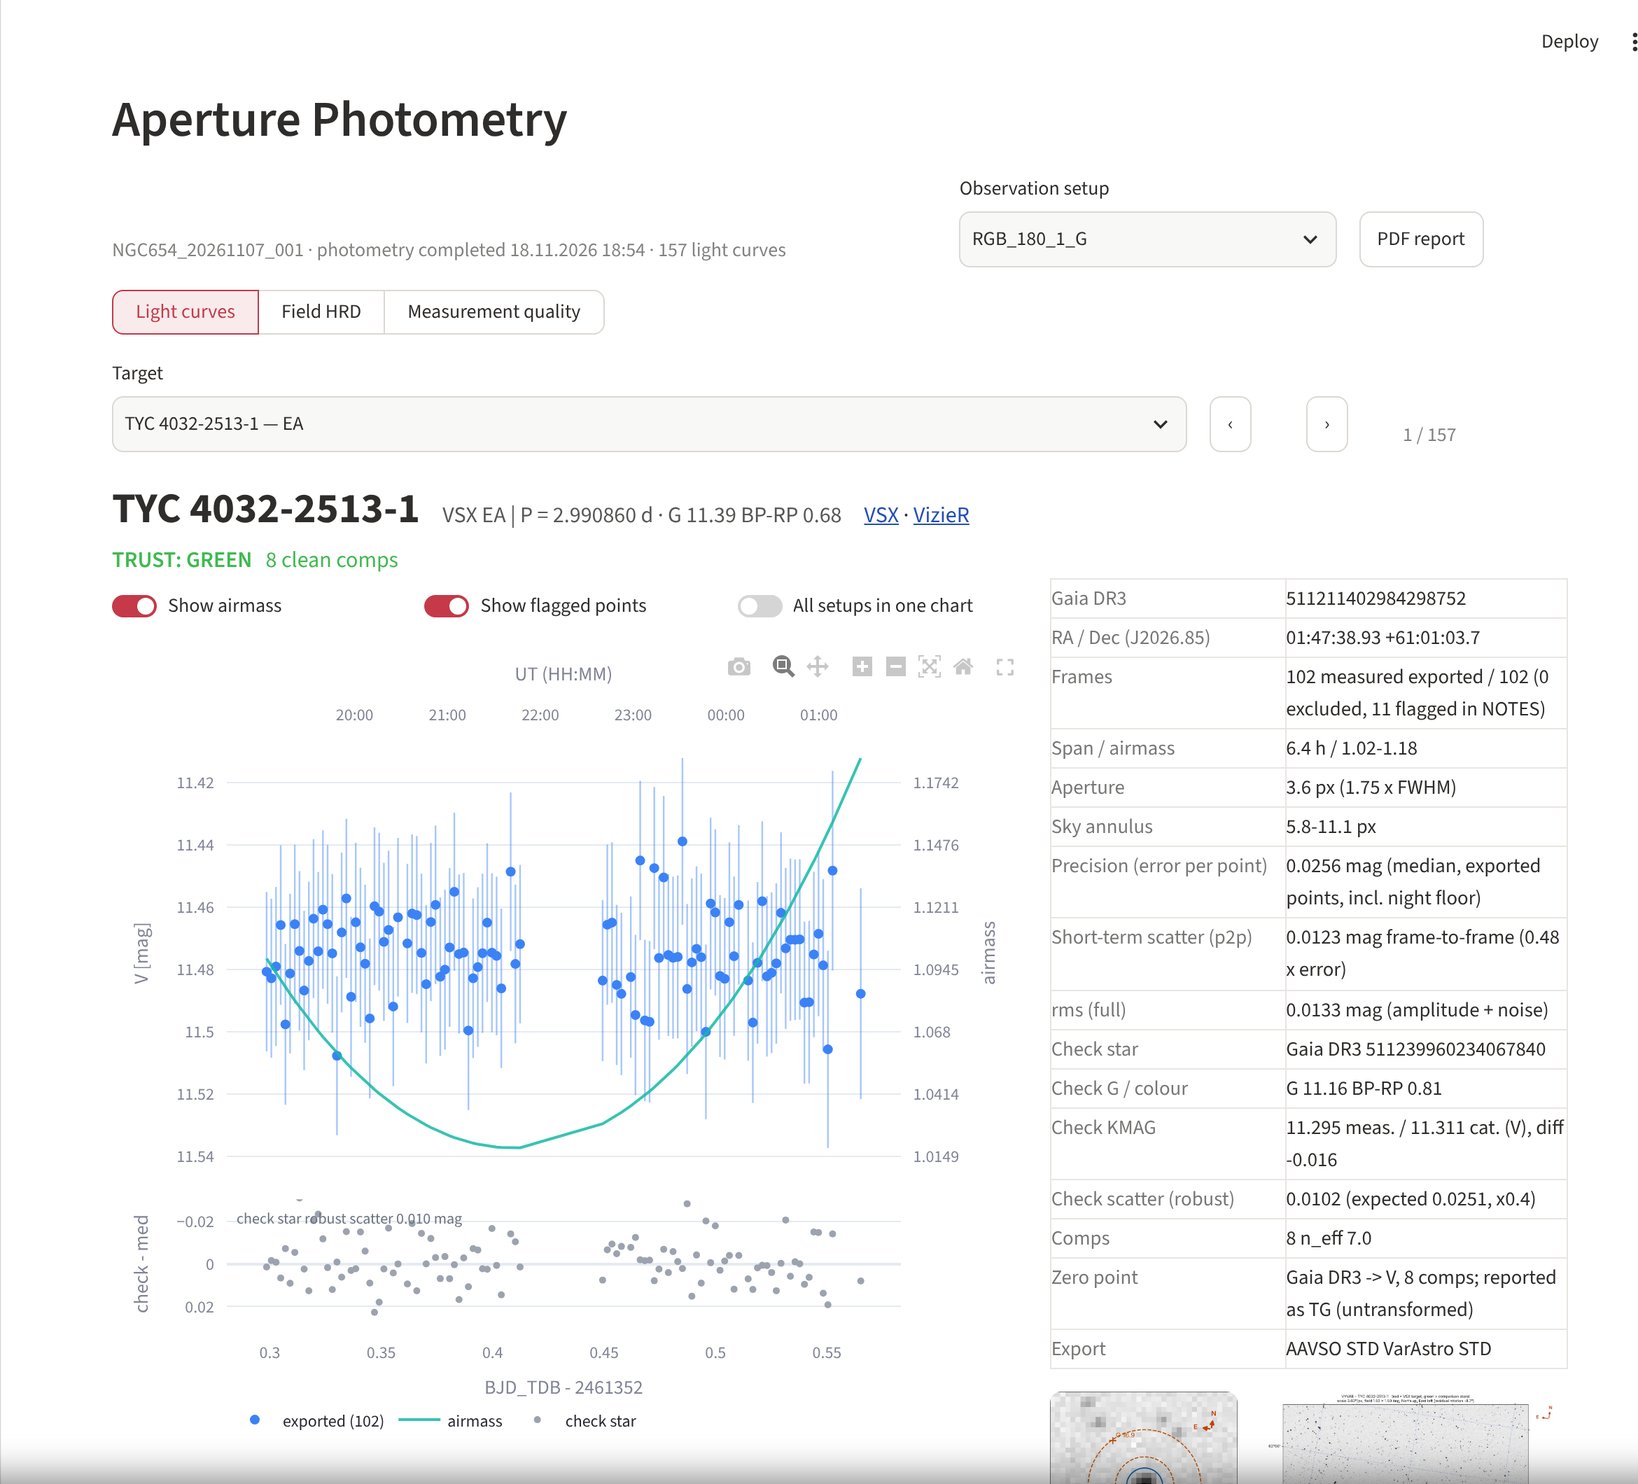 Deploy
Aperture Photometry
Observation setup
NGC654_20261107_001 · photometry completed 18.11.2026 18:54 · 157 light curves
RGB_180_1_G
PDF report
Light curves
Field HRD
Measurement quality
Target
TYC 4032-2513-1 — EA
‹
›
1 / 157
TYC 4032-2513-1 VSX EA | P = 2.990860 d · G 11.39 BP-RP 0.68 VSX · VizieR
TRUST: GREEN 8 clean comps
Show airmass
Show flagged points
All setups in one chart
UT (HH:MM)
20:00 21:00 22:00 23:00 00:00 01:00
V [mag]
11.42
11.44
11.46
11.48
11.5
11.52
11.54
1.1742
1.1476
1.1211
1.0945
1.068
1.0414
1.0149
airmass
check - med
−0.02
0
0.02
check star robust scatter 0.010 mag
0.3 0.35 0.4 0.45 0.5 0.55
BJD_TDB - 2461352
exported (102) airmass check star
Gaia DR3 511211402984298752
RA / Dec (J2026.85) 01:47:38.93 +61:01:03.7
Frames 102 measured exported / 102 (0
excluded, 11 flagged in NOTES)
Span / airmass 6.4 h / 1.02-1.18
Aperture 3.6 px (1.75 x FWHM)
Sky annulus 5.8-11.1 px
Precision (error per point) 0.0256 mag (median, exported
points, incl. night floor)
Short-term scatter (p2p) 0.0123 mag frame-to-frame (0.48
x error)
rms (full) 0.0133 mag (amplitude + noise)
Check star Gaia DR3 511239960234067840
Check G / colour G 11.16 BP-RP 0.81
Check KMAG 11.295 meas. / 11.311 cat. (V), diff
-0.016
Check scatter (robust) 0.0102 (expected 0.0251, x0.4)
Comps 8 n_eff 7.0
Zero point Gaia DR3 -> V, 8 comps; reported
as TG (untransformed)
Export AAVSO STD VarAstro STD
N
E